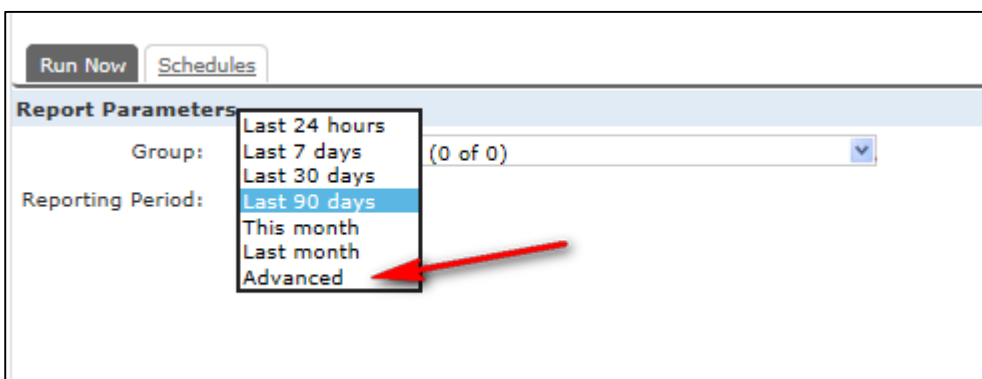 Run Now Schedules
Report Parameters
Last 24 hours
Group: Last 7 days (0 of 0)
Last 30 days
Reporting Period: Last 90 days
This month
Last month
Advanced